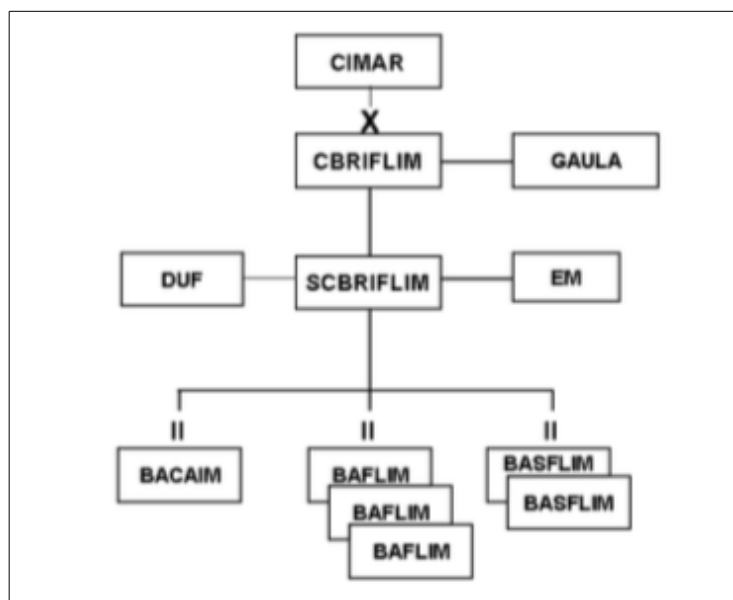 CIMAR
X
CBRIFLIM GAULA
DUF SCBRIFLIM EM
II II II
BACAIM BAFLIM BASFLIM
BAFLIM BASFLIM
BAFLIM